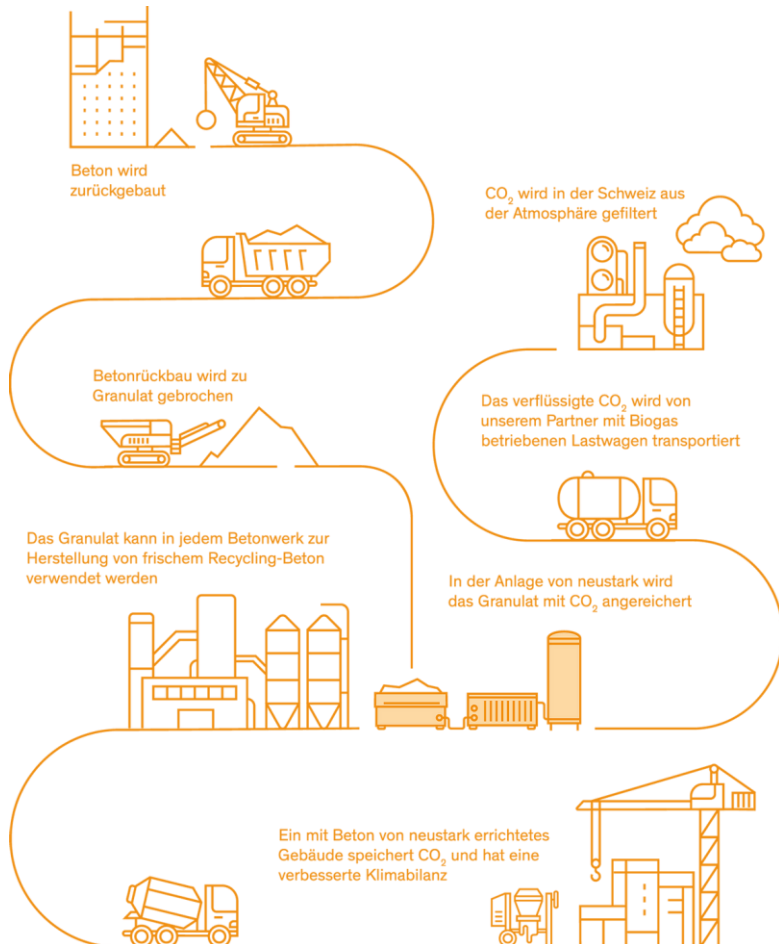 Beton wird
zurückgebaut
CO₂ wird in der Schweiz aus
der Atmosphäre gefiltert
Betonrückbau wird zu
Granulat gebrochen
Das verflüssigte CO₂ wird von
unserem Partner mit Biogas
betriebenen Lastwagen transportiert
Das Granulat kann in jedem Betonwerk zur
Herstellung von frischem Recycling-Beton
verwendet werden
In der Anlage von neustark wird
das Granulat mit CO₂ angereichert
Ein mit Beton von neustark errichtetes
Gebäude speichert CO₂ und hat eine
verbesserte Klimabilanz